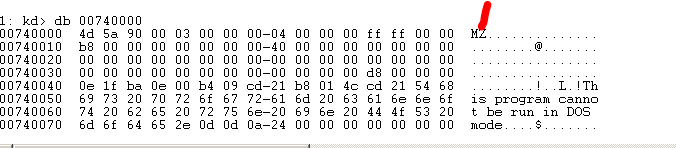 1: kd> db 00740000
00740000  4d 5a 90 00 03 00 00 00-04 00 00 00 ff ff 00 00  MZ..............
00740010  b8 00 00 00 00 00 00 00-40 00 00 00 00 00 00 00  ........@.......
00740020  00 00 00 00 00 00 00 00-00 00 00 00 00 00 00 00  ................
00740030  00 00 00 00 00 00 00 00-00 00 00 00 d8 00 00 00  ................
00740040  0e 1f ba 0e 00 b4 09 cd-21 b8 01 4c cd 21 54 68  ........!..L.!Th
00740050  69 73 20 70 72 6f 67 72-61 6d 20 63 61 6e 6e 6f  is program canno
00740060  74 20 62 65 20 72 75 6e-20 69 6e 20 44 4f 53 20  t be run in DOS
00740070  6d 6f 64 65 2e 0d 0d 0a-24 00 00 00 00 00 00 00  mode....$.......